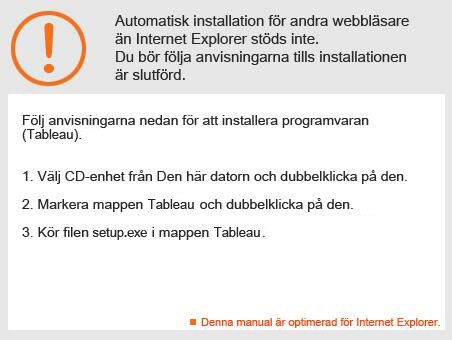 Automatisk installation för andra webbläsare
än Internet Explorer stöds inte.
Du bör följa anvisningarna tills installationen
är slutförd.
Följ anvisningarna nedan för att installera programvaran
(Tableau).
1. Välj CD-enhet från Den här datorn och dubbelklicka på den.
2. Markera mappen Tableau och dubbelklicka på den.
3. Kör filen setup.exe i mappen Tableau.
Denna manual är optimerad för Internet Explorer.